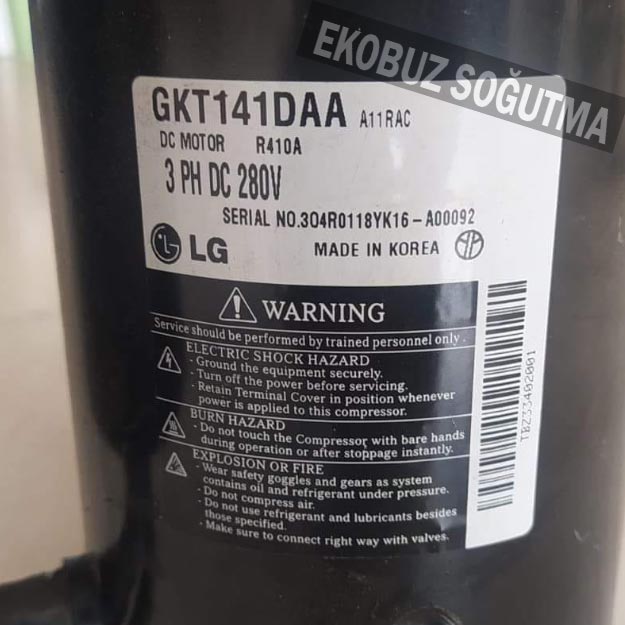 EKOBUZ SOĞUTMA
GKT141DAA A11RAC
DC MOTOR R410A
3 PH DC 280V
SERIAL NO.304R0118YK16-A00092
LG MADE IN KOREA
WARNING
Service should be performed by trained personnel only.
ELECTRIC SHOCK HAZARD
- Ground the equipment securely.
- Turn off the power before servicing.
- Retain Terminal Cover in position whenever
power is applied to this compressor.
BURN HAZARD
- Do not touch the Compressor with bare hands
during operation or after stoppage instantly.
EXPLOSION OR FIRE
- Wear safety goggles and gears as system
contains oil and refrigerant under pressure.
- Do not compress air.
- Do not use refrigerant and lubricants besides
those specified.
- Make sure to connect right way with valves.
TBZ33402001